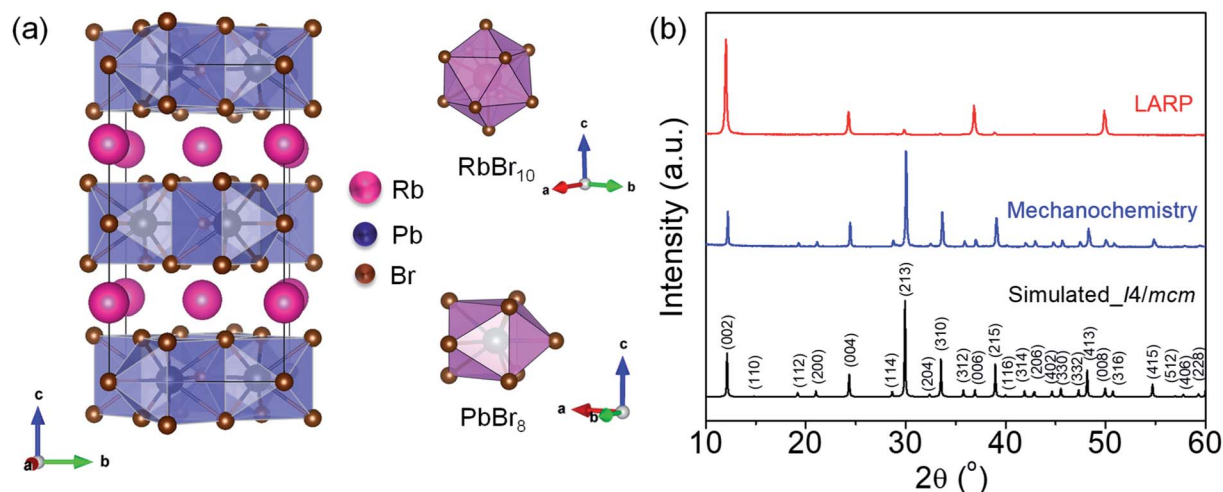 (a)
c
a
b
Rb
Pb
Br
RbBr₁₀
c
a
b
PbBr₈
c
a
b
(b)
Intensity (a.u.)
LARP
Mechanochemistry
Simulated_I4/mcm
(002)
(110)
(112)
(200)
(004)
(114)
(213)
(204)
(310)
(312)
(006)
(215)
(116)
(314)
(206)
(402)
(330)
(332)
(413)
(008)
(316)
(415)
(512)
(406)
(228)
10 20 30 40 50 60
2θ (°)